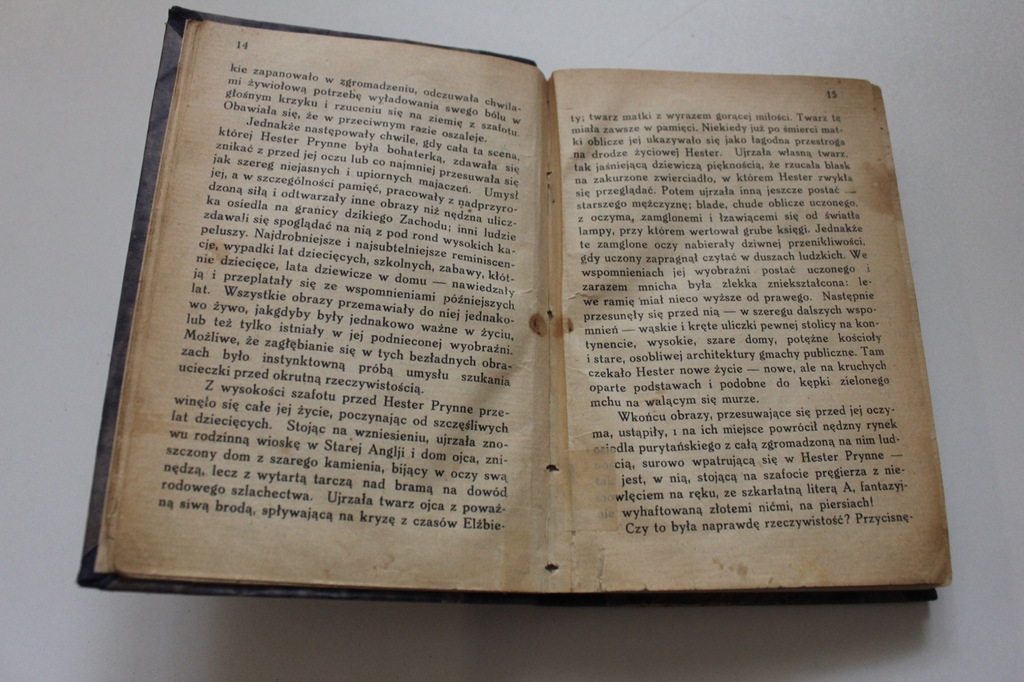 14
kie zapanowało w zgromadzeniu, odczuwała chwila-
mi żywiołową potrzebę wyładowania swego bólu w
głośnym krzyku i rzuceniu się na ziemię z szafotu.
Obawiała się, że w przeciwnym razie oszaleje.
Jednakże następowały chwile, gdy cała ta scena,
której Hester Prynne była bohaterką, zdawała się
znikać z przed jej oczu lub co najmniej przesuwała się
jak szereg niejasnych i upiornych majaczeń. Umysł
jej, a w szczególności pamięć, pracowały z nadprzyro-
dzoną siłą i odtwarzały inne obrazy niż nędzna ulicz-
ka osiedla na granicy dzikiego Zachodu; inni ludzie
zdawali się spoglądać na nią z pod rond wysokich ka-
peluszy. Najdrobniejsze i najsubtelniejsze reminiscen-
cje, wypadki lat dziecięcych, szkolnych, zabawy, kłót-
nie dziecięce, lata dziewicze w domu — nawiedzały
ją i przeplatały się ze wspomnieniami późniejszych
lat. Wszystkie obrazy przemawiały do niej jednako-
wo żywo, jakgdyby były jednakowo ważne w życiu,
lub też tylko istniały w jej podnieconej wyobraźni.
Możliwe, że zagłębianie się w tych bezładnych obra-
zach było instynktowną próbą umysłu szukania
ucieczki przed okrutną rzeczywistością.
Z wysokości szafotu przed Hester Prynne prze-
winęło się całe jej życie, poczynając od szczęśliwych
lat dziecięcych. Stojąc na wzniesieniu, ujrzała zno-
wu rodzinną wioskę w Starej Anglji i dom ojca, zni-
szczony dom z szarego kamienia, bijący w oczy swą
nędzą, lecz z wytartą tarczą nad bramą na dowód
rodowego szlachectwa. Ujrzała twarz ojca z poważ-
ną siwą brodą, spływającą na kryzę z czasów Elżbie-
15
ty; twarz matki z wyrazem gorącej miłości. Twarz tę
miała zawsze w pamięci. Niekiedy już po śmierci mat-
ki oblicze jej ukazywało się jako łagodna przestroga
na drodze życiowej Hester. Ujrzała własną twarz,
tak jaśniejącą dziewiczą pięknością, że rzucała blask
na zakurzone zwierciadło, w którem Hester zwykła
się przeglądać. Potem ujrzała inną jeszcze postać —
starszego mężczyznę; blade, chude oblicze uczonego,
z oczyma, zamglonemi i łzawiącemi się od światła
lampy, przy którem wertował grube księgi. Jednakże
te zamglone oczy nabierały dziwnej przenikliwości,
gdy uczony zapragnął czytać w duszach ludzkich. We
wspomnieniach jej wyobraźni postać uczonego i
zarazem mnicha była zlekka zniekształcona: le-
we ramię miał nieco wyższe od prawego. Następnie
przesunęły się przed nią — w szeregu dalszych wspo-
mnień — wąskie i kręte uliczki pewnej stolicy na kon-
tynencie, wysokie, szare domy, potężne kościoły
i stare, osobliwej architektury gmachy publiczne. Tam
czekało Hester nowe życie — nowe, ale na kruchych
oparte podstawach i podobne do kępki zielonego
mchu na walącym się murze.
Wkońcu obrazy, przesuwające się przed jej oczy-
ma, ustąpiły, i na ich miejsce powrócił nędzny rynek
osiedla purytańskiego z całą zgromadzoną na nim lud-
nością, surowo wpatrującą się w Hester Prynne —
jest, w nią, stojącą na szafocie pręgierza z nie-
mowlęciem na ręku, ze szkarłatną literą A, fantazyj-
nie wyhaftowaną złotemi nićmi, na piersiach!
Czy to była naprawdę rzeczywistość? Przycisnę-